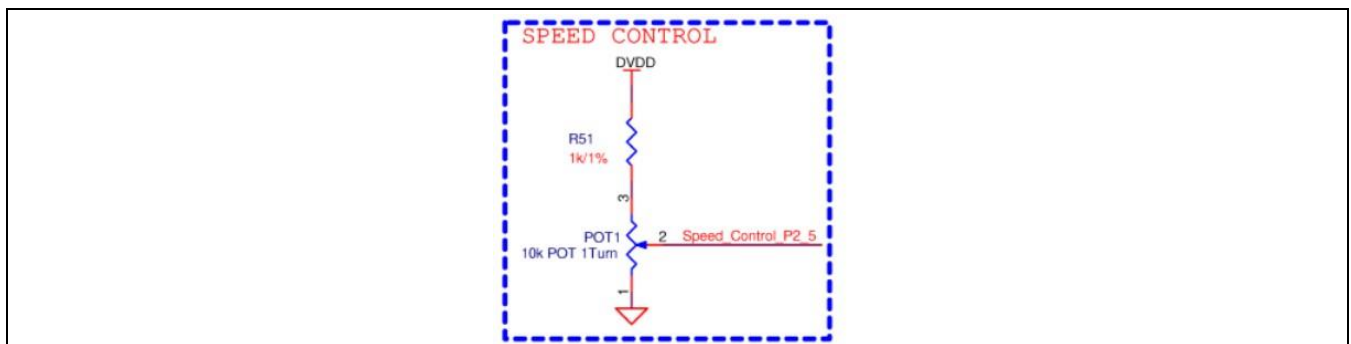 SPEED CONTROL
DVDD
R51
1k/1%
3
POT1
2 Speed_Control_P2_5
10k POT 1Turn
1